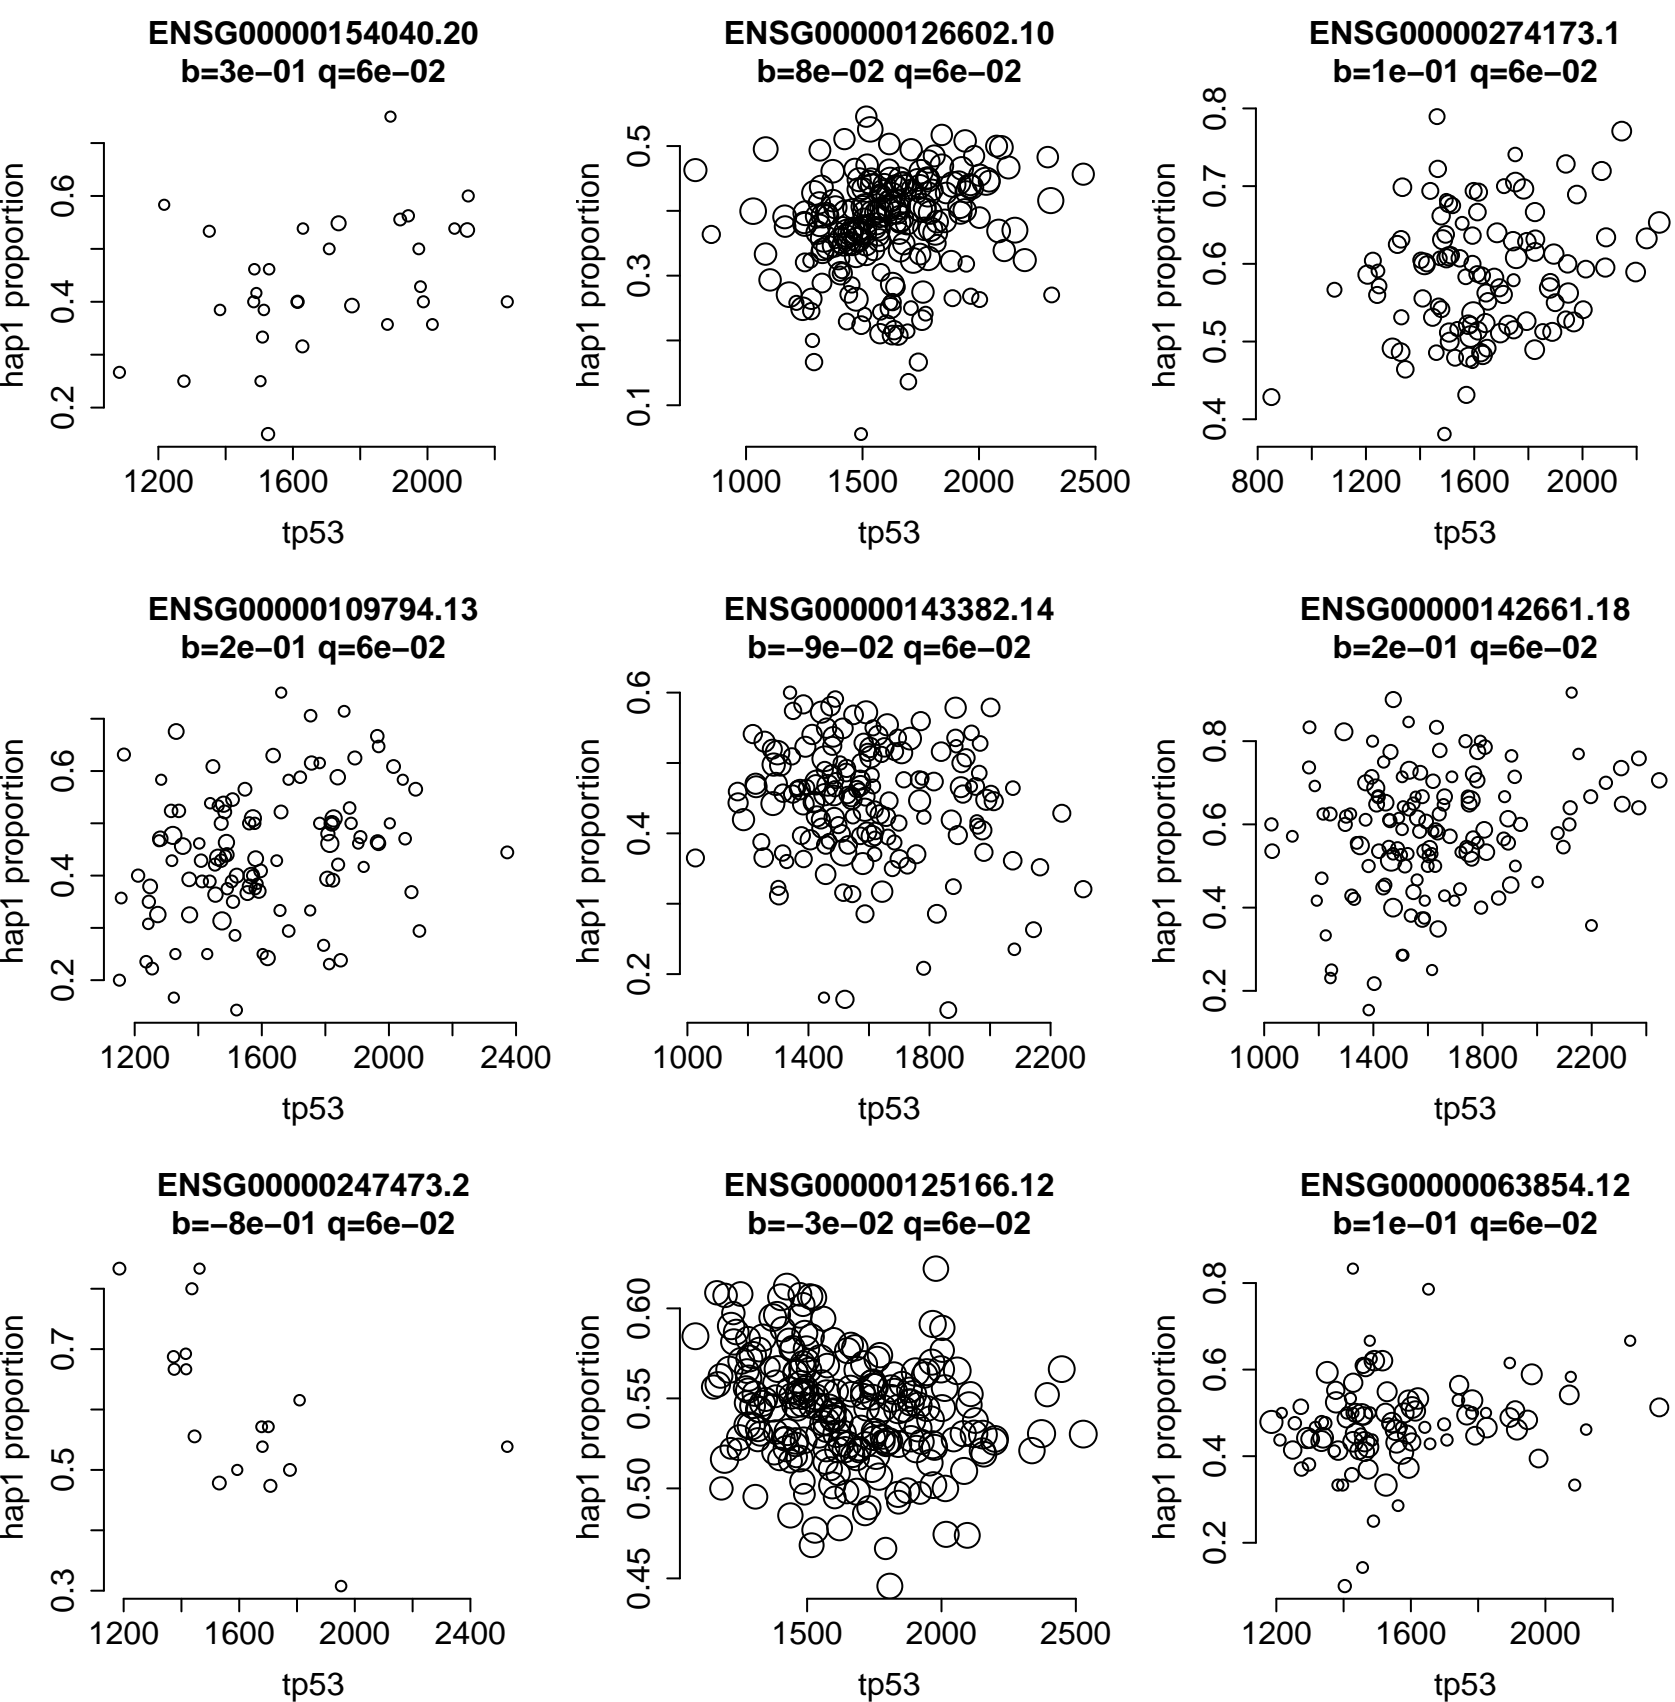 ENSG00000154040.20
b=3e−01 q=6e−02
hap1 proportion
0.2 0.4 0.6
1200 1600 2000
tp53
ENSG00000126602.10
b=8e−02 q=6e−02
hap1 proportion
0.1 0.3 0.5
1000 1500 2000 2500
tp53
ENSG00000274173.1
b=1e−01 q=6e−02
hap1 proportion
0.4 0.5 0.6 0.7 0.8
800 1200 1600 2000
tp53
ENSG00000109794.13
b=2e−01 q=6e−02
hap1 proportion
0.2 0.4 0.6
1200 1600 2000 2400
tp53
ENSG00000143382.14
b=−9e−02 q=6e−02
hap1 proportion
0.2 0.4 0.6
1000 1400 1800 2200
tp53
ENSG00000142661.18
b=2e−01 q=6e−02
hap1 proportion
0.2 0.4 0.6 0.8
1000 1400 1800 2200
tp53
ENSG00000247473.2
b=−8e−01 q=6e−02
hap1 proportion
0.3 0.5 0.7
1200 1600 2000 2400
tp53
ENSG00000125166.12
b=−3e−02 q=6e−02
hap1 proportion
0.45 0.50 0.55 0.60
1500 2000 2500
tp53
ENSG00000063854.12
b=1e−01 q=6e−02
hap1 proportion
0.2 0.4 0.6 0.8
1200 1600 2000
tp53